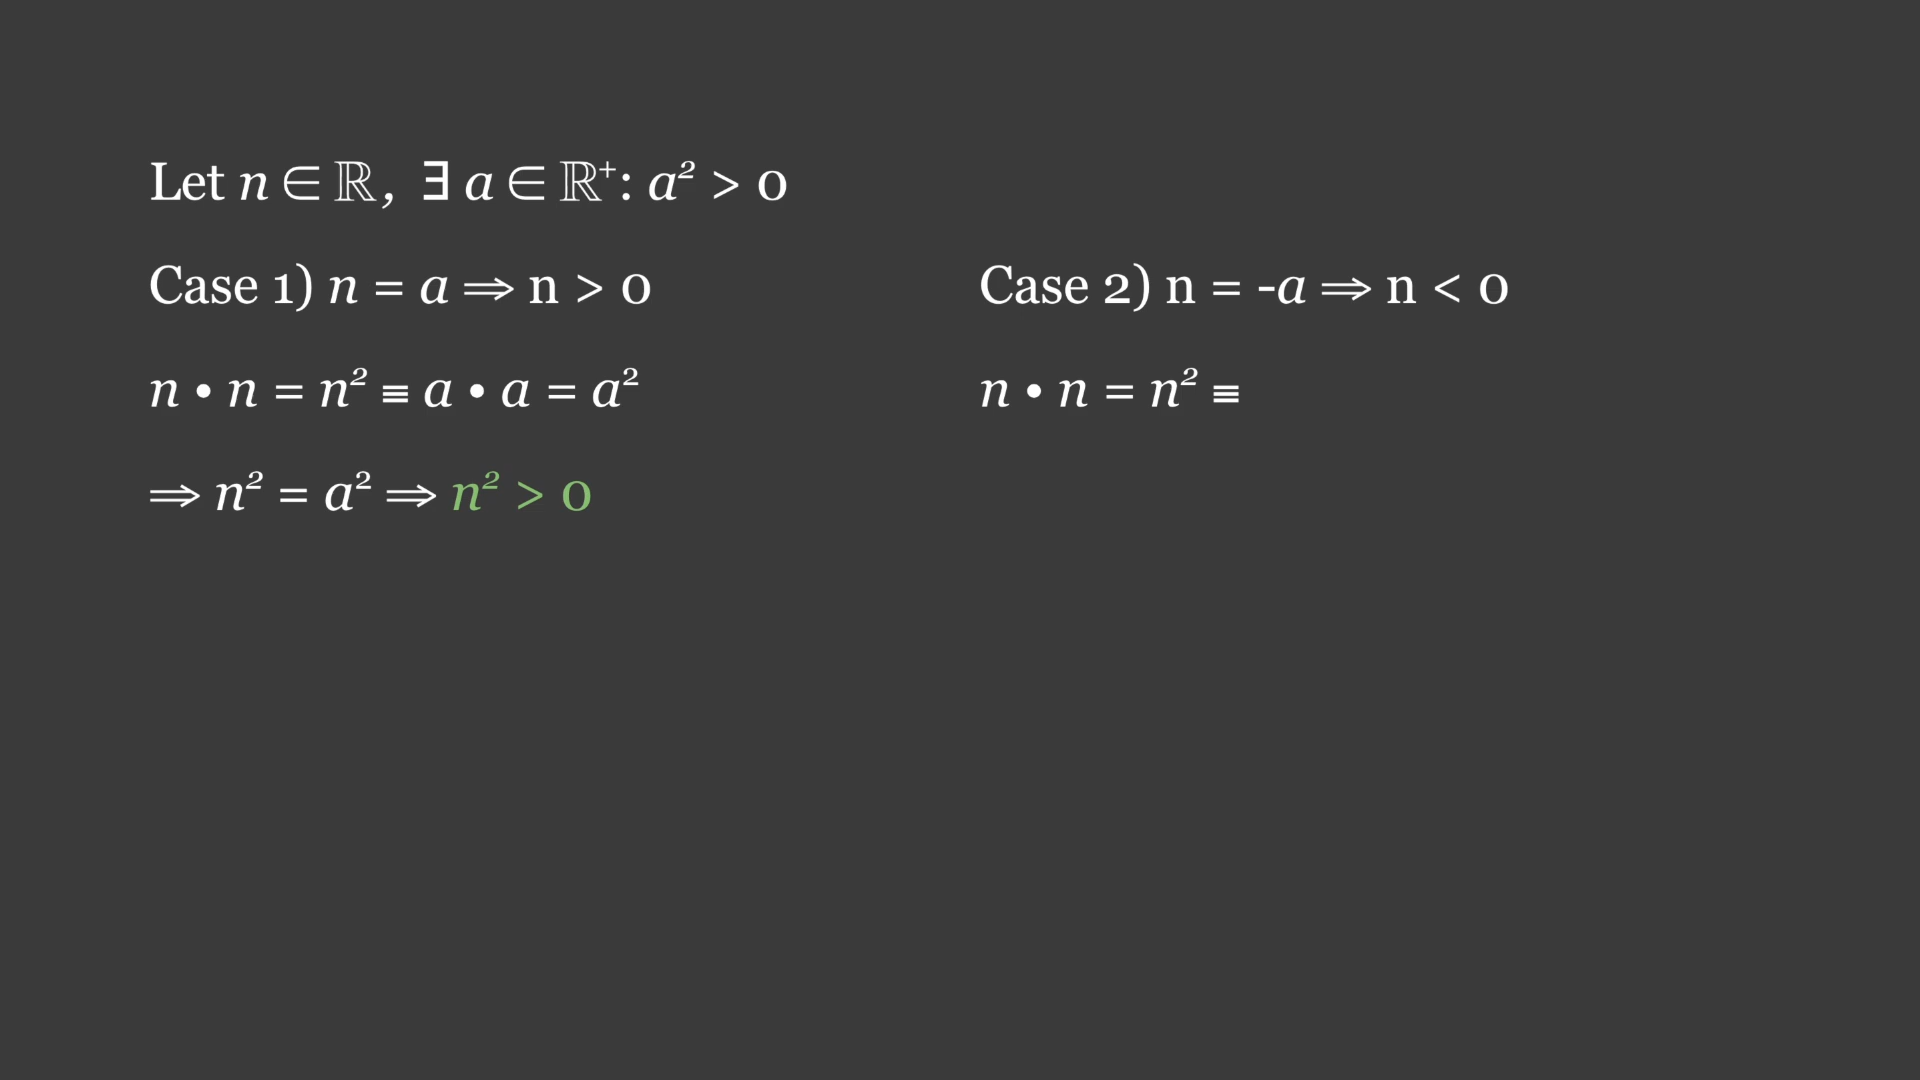 Let n ∈ ℝ, ∃ a ∈ ℝ⁺: a² > 0
Case 1) n = a ⟹ n > 0
n • n = n² ≡ a • a = a²
⟹ n² = a² ⟹ n² > 0
Case 2) n = -a ⟹ n < 0
n • n = n² ≡